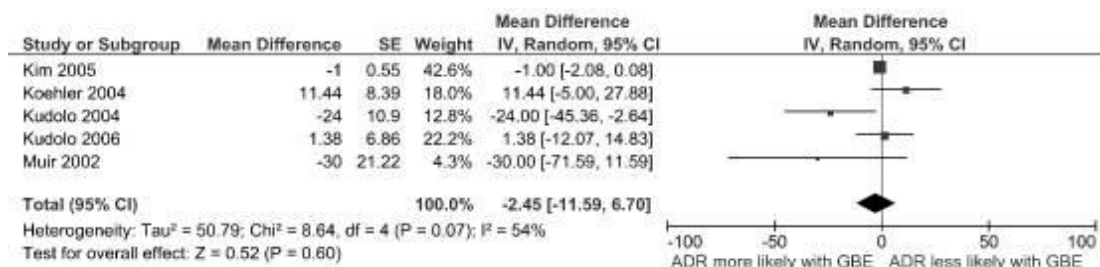 Mean Difference Mean Difference
Study or Subgroup Mean Difference SE Weight IV, Random, 95% CI IV, Random, 95% CI
Kim 2005 -1 0.55 42.6% -1.00 [-2.08, 0.08]
Koehler 2004 11.44 8.39 18.0% 11.44 [-5.00, 27.88]
Kudolo 2004 -24 10.9 12.8% -24.00 [-45.36, -2.64]
Kudolo 2006 1.38 6.86 22.2% 1.38 [-12.07, 14.83]
Muir 2002 -30 21.22 4.3% -30.00 [-71.59, 11.59]
Total (95% CI) 100.0% -2.45 [-11.59, 6.70]
Heterogeneity: Tau² = 50.79; Chi² = 8.64, df = 4 (P = 0.07); I² = 54%
Test for overall effect: Z = 0.52 (P = 0.60)
-100 -50 0 50 100
ADR more likely with GBE ADR less likely with GBE